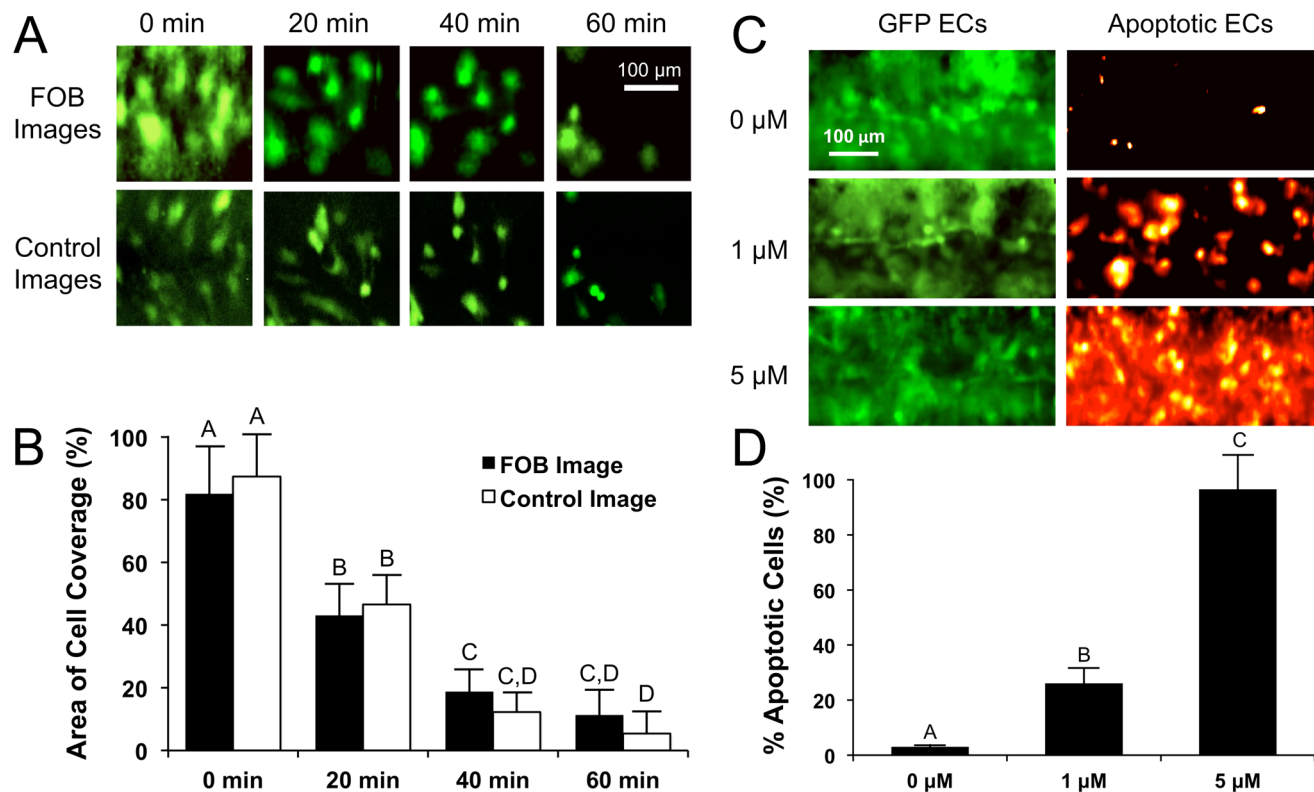 A
0 min
20 min
40 min
60 min
FOB
Images
100 µm
Control
Images
B
Area of Cell Coverage (%)
100
80
60
40
20
0
A
A
B
B
C
C,D
C,D
D
FOB Image
Control Image
0 min
20 min
40 min
60 min
C
GFP ECs
Apoptotic ECs
0 µM
100 µm
1 µM
5 µM
D
% Apoptotic Cells (%)
100
80
60
40
20
0
A
B
C
0 µM
1 µM
5 µM